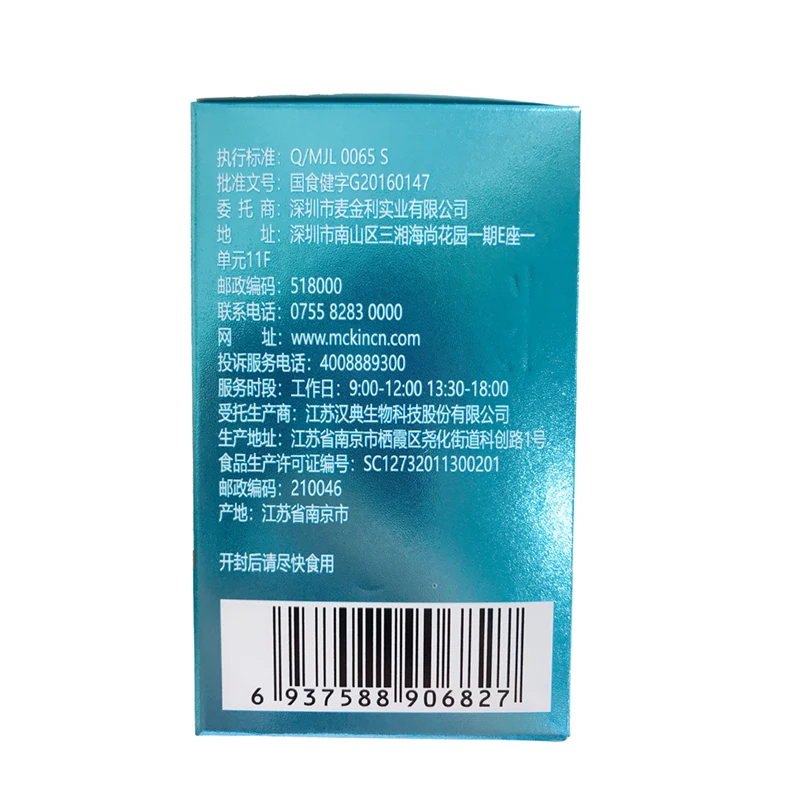 执行标准：Q/MJL 0065 S
批准文号：国食健字G20160147
委 托 商：深圳市麦金利实业有限公司
地 址：深圳市南山区三湘海尚花园一期E座一
单元11F
邮政编码：518000
联系电话：0755 8283 0000
网 址：www.mckincn.com
投诉服务电话：4008889300
服务时段：工作日：9:00-12:00 13:30-18:00
受托生产商：江苏汉典生物科技股份有限公司
生产地址：江苏省南京市栖霞区尧化街道科创路1号
食品生产许可证编号：SC12732011300201
邮政编码：210046
产地：江苏省南京市
开封后请尽快食用
6 937588 906827